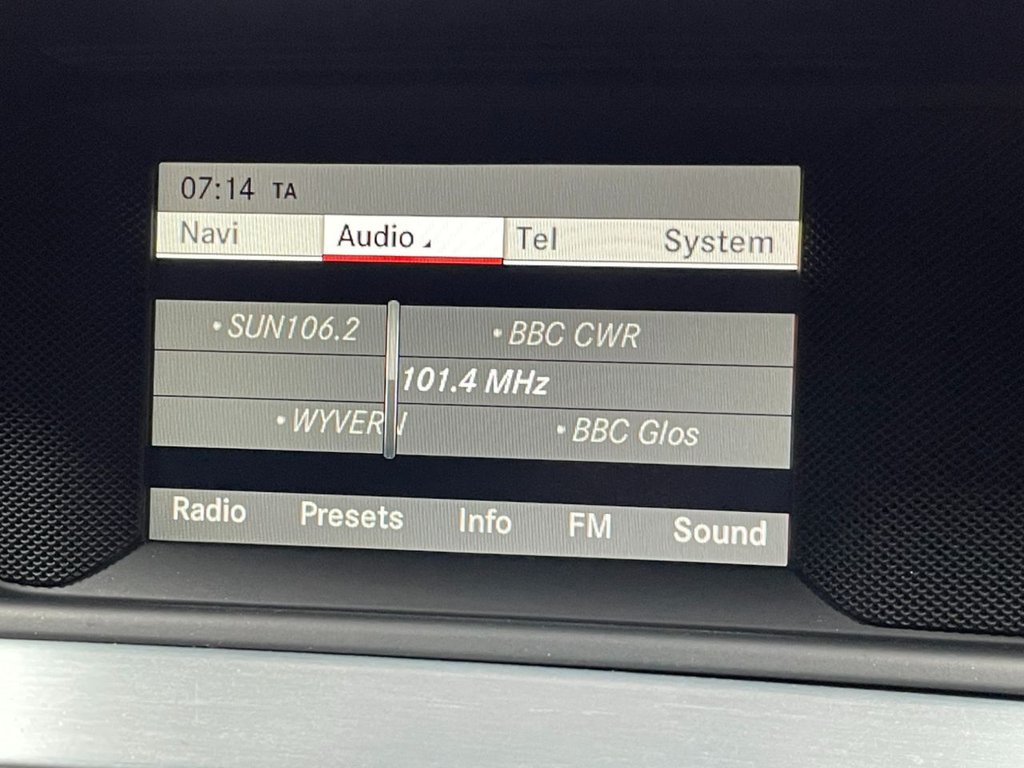 07:14 TA
Navi Audio Tel System
• SUN106.2 • BBC CWR
101.4 MHz
• WYVERN • BBC Glos
Radio Presets Info FM Sound